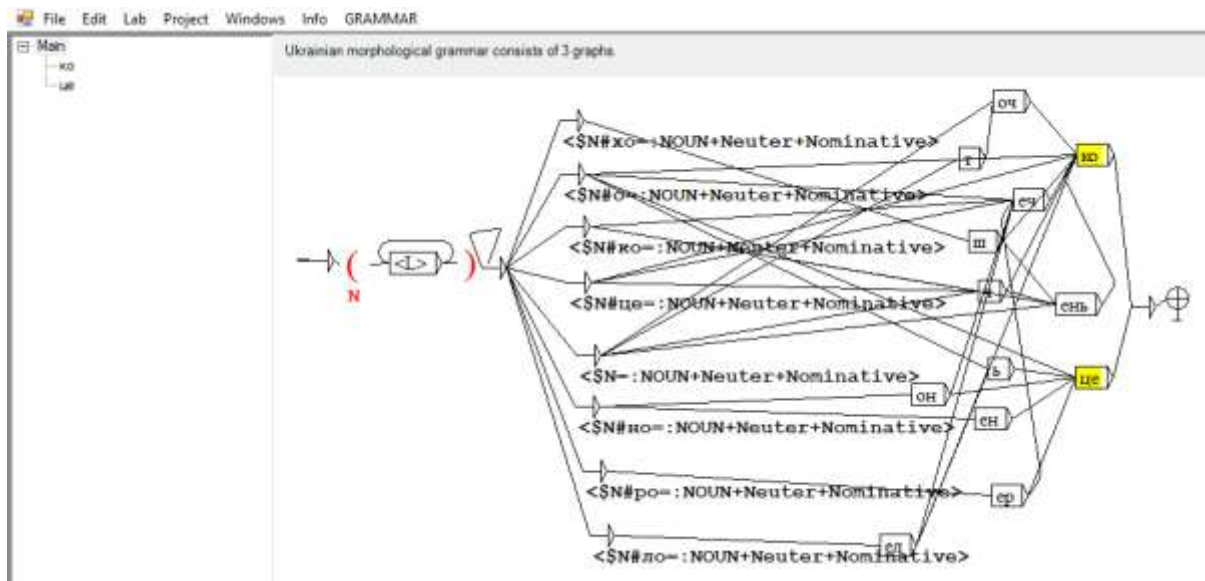 File Edit Lab Project Windows Info GRAMMAR
Main
ко
це
Ukrainian morphological grammar consists of 3 graphs.
оч
<$N#хо=:NOUN+Neuter+Nominative>
т
ко
<$N#о=:NOUN+Neuter+Nominative>
еч
ш
<$N#ко=:NOUN+Neuter+Nominative>
(
<L>
)
N
<$N#це=:NOUN+Neuter+Nominative>
ень
<$N=:NOUN+Neuter+Nominative>
ь
це
он
<$N#но=:NOUN+Neuter+Nominative>
ен
<$N#ро=:NOUN+Neuter+Nominative>
ер
<$N#ло=:NOUN+Neuter+Nominative>
ел